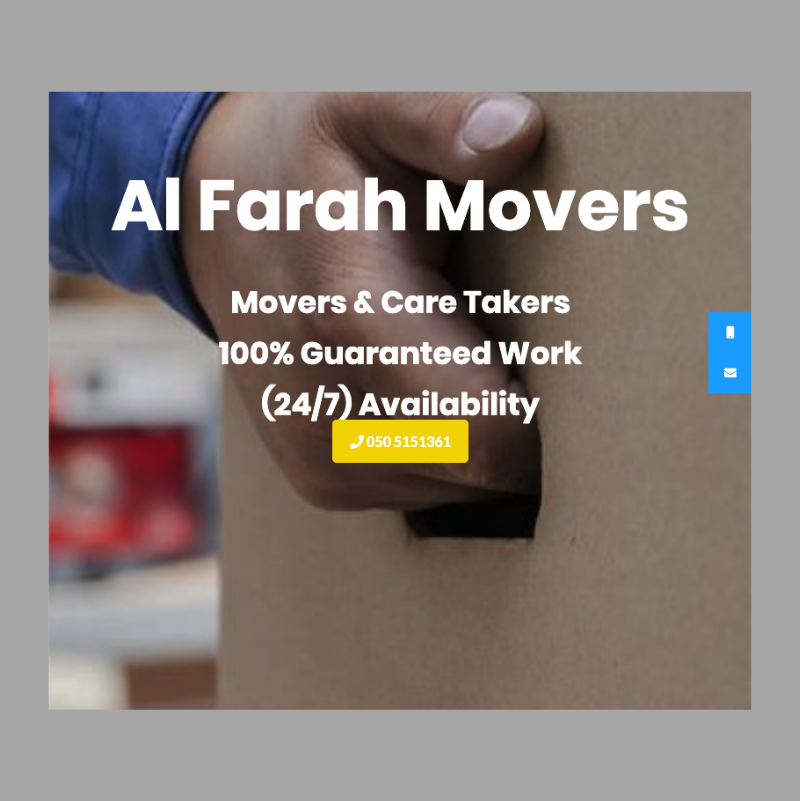 Al Farah Movers
Movers & Care Takers
100% Guaranteed Work
(24/7) Availability
050 5151361